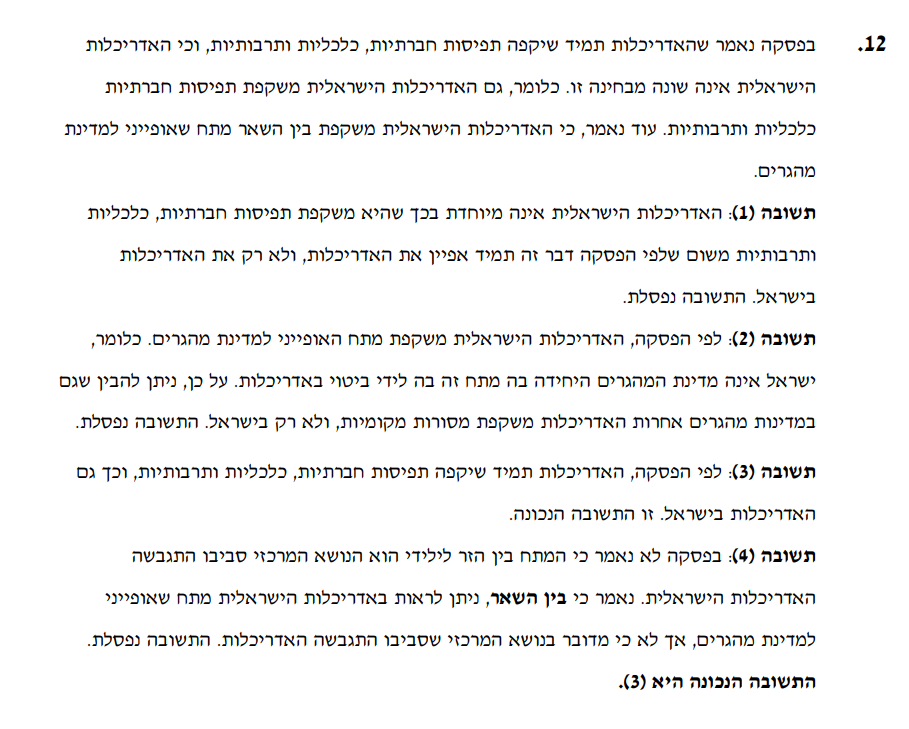 12. בפסקה נאמר שהאדריכלות תמיד שיקפה תפיסות חברתיות, כלכליות ותרבותיות, וכי האדריכלות
הישראלית אינה שונה מבחינה זו. כלומר, גם האדריכלות הישראלית משקפת תפיסות חברתיות
כלכליות ותרבותיות. עוד נאמר, כי האדריכלות הישראלית משקפת בין השאר מתח שאופייני למדינת
מהגרים.
תשובה (1): האדריכלות הישראלית אינה מיוחדת בכך שהיא משקפת תפיסות חברתיות, כלכליות
ותרבותיות משום שלפי הפסקה דבר זה תמיד אפיין את האדריכלות, ולא רק את האדריכלות
בישראל. התשובה נפסלת.
תשובה (2): לפי הפסקה, האדריכלות הישראלית משקפת מתח האופייני למדינת מהגרים. כלומר,
ישראל אינה מדינת המהגרים היחידה בה מתח זה בה לידי ביטוי באדריכלות. על כן, ניתן להבין שגם
במדינות מהגרים אחרות האדריכלות משקפת מסורות מקומיות, ולא רק בישראל. התשובה נפסלת.
תשובה (3): לפי הפסקה, האדריכלות תמיד שיקפה תפיסות חברתיות, כלכליות ותרבותיות, וכך גם
האדריכלות בישראל. זו התשובה הנכונה.
תשובה (4): בפסקה לא נאמר כי המתח בין הזר לילידי הוא הנושא המרכזי סביבו התגבשה
האדריכלות הישראלית. נאמר כי בין השאר, ניתן לראות באדריכלות הישראלית מתח שאופייני
למדינת מהגרים, אך לא כי מדובר בנושא המרכזי שסביבו התגבשה האדריכלות. התשובה נפסלת.
התשובה הנכונה היא (3).